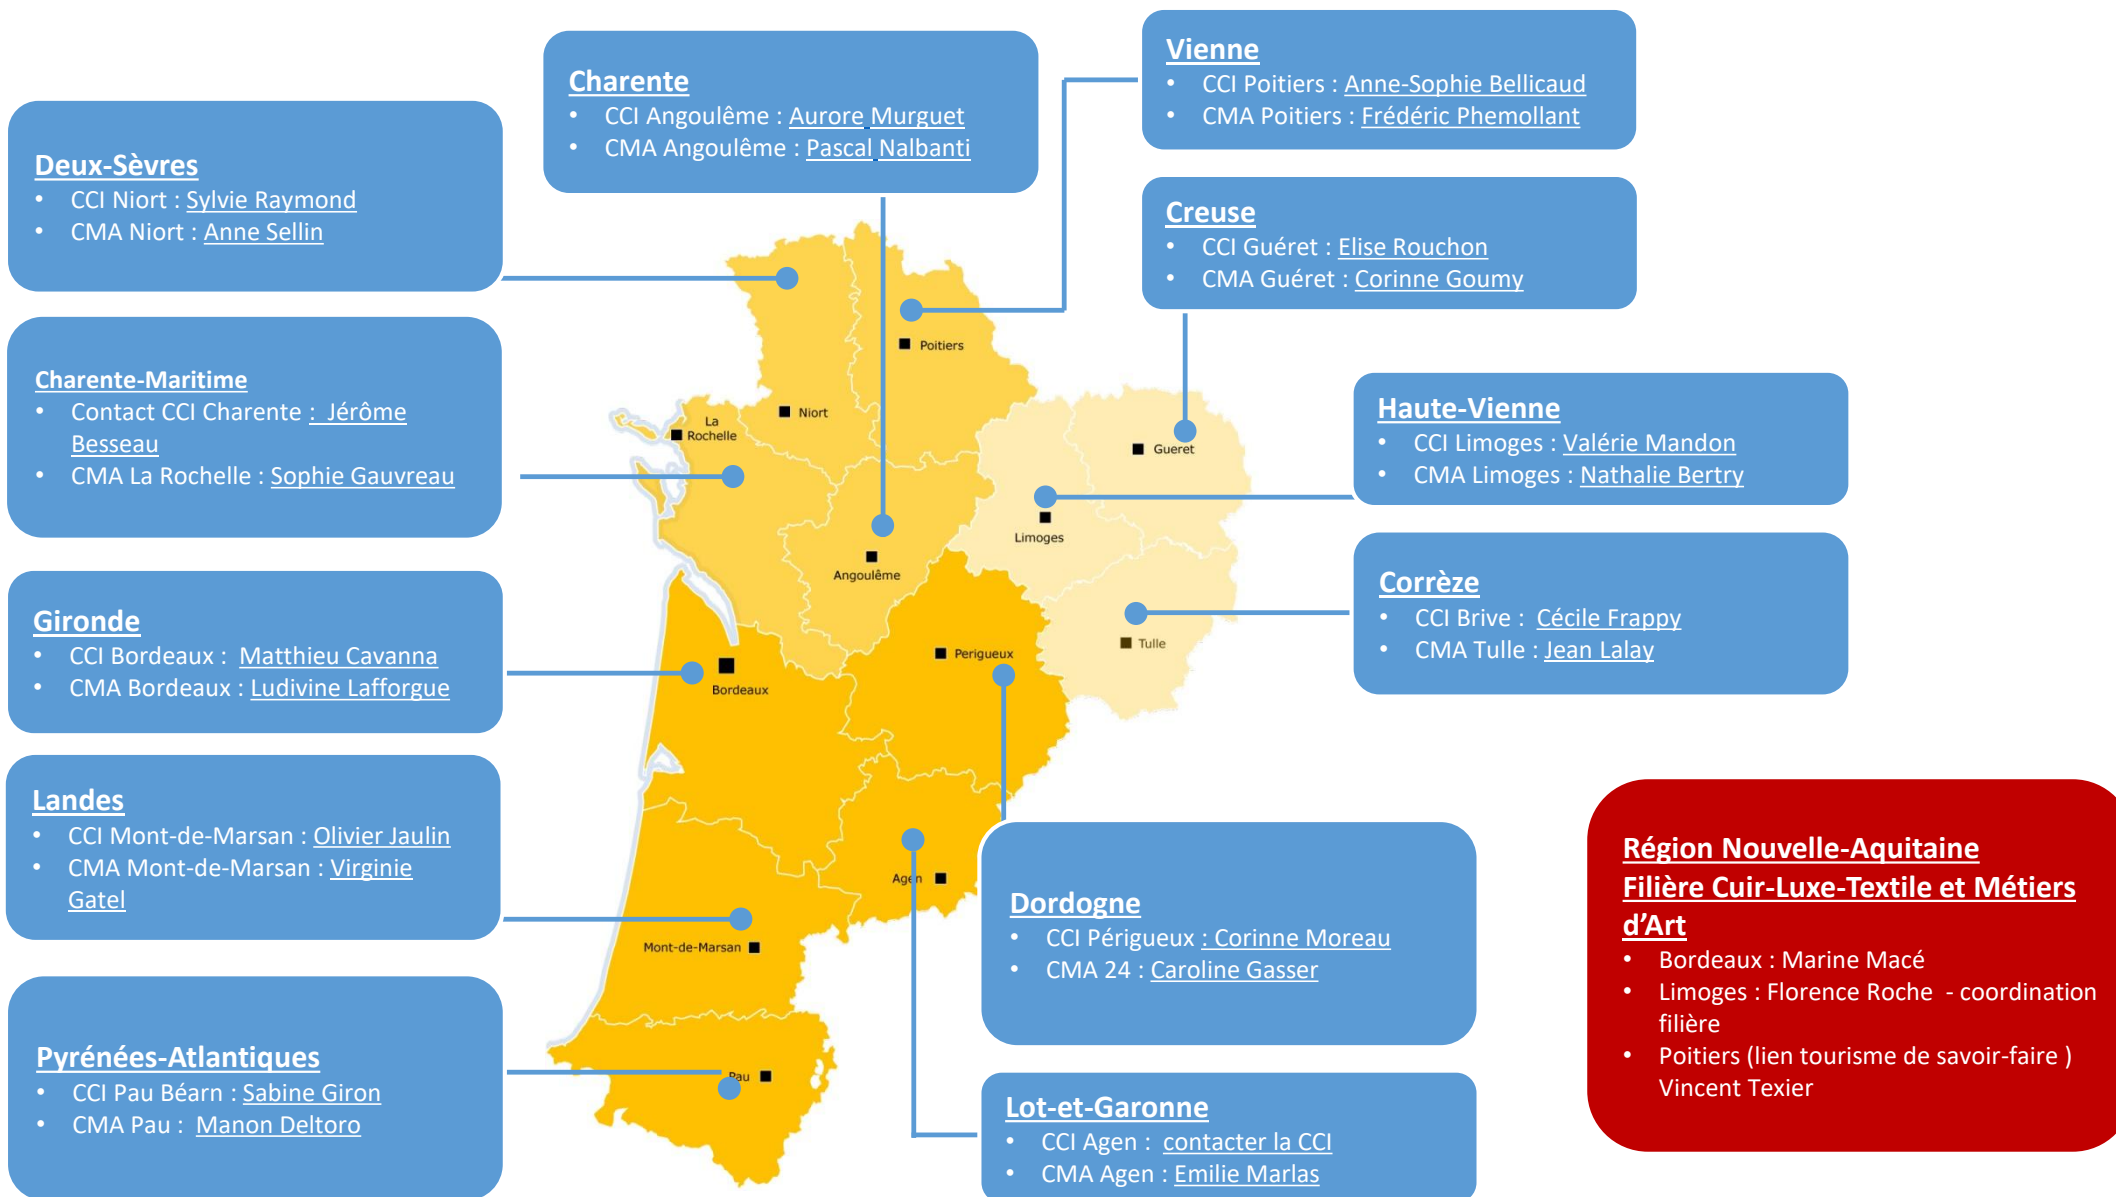 Vienne
• CCI Poitiers : Anne-Sophie Bellicaud
• CMA Poitiers : Frédéric Phemollant
Charente
• CCI Angoulême : Aurore Murguet
• CMA Angoulême : Pascal Nalbanti
Deux-Sèvres
• CCI Niort : Sylvie Raymond
• CMA Niort : Anne Sellin
Creuse
• CCI Guéret : Elise Rouchon
• CMA Guéret : Corinne Goumy
Charente-Maritime
• Contact CCI Charente : Jérôme
Besseau
• CMA La Rochelle : Sophie Gauvreau
Haute-Vienne
• CCI Limoges : Valérie Mandon
• CMA Limoges : Nathalie Bertry
Corrèze
• CCI Brive : Cécile Frappy
• CMA Tulle : Jean Lalay
Gironde
• CCI Bordeaux : Matthieu Cavanna
• CMA Bordeaux : Ludivine Lafforgue
Landes
• CCI Mont-de-Marsan : Olivier Jaulin
• CMA Mont-de-Marsan : Virginie
Gatel
Pyrénées-Atlantiques
• CCI Pau Béarn : Sabine Giron
• CMA Pau : Manon Deltoro
Dordogne
• CCI Périgueux : Corinne Moreau
• CMA 24 : Caroline Gasser
Lot-et-Garonne
• CCI Agen : contacter la CCI
• CMA Agen : Emilie Marlas
Région Nouvelle-Aquitaine
Filière Cuir-Luxe-Textile et Métiers
d’Art
• Bordeaux : Marine Macé
• Limoges : Florence Roche - coordination
filière
• Poitiers (lien tourisme de savoir-faire )
Vincent Texier
Poitiers
Niort
La
Rochelle
Gueret
Limoges
Angoulême
Tulle
Perigueux
Bordeaux
Agen
Mont-de-Marsan
Pau